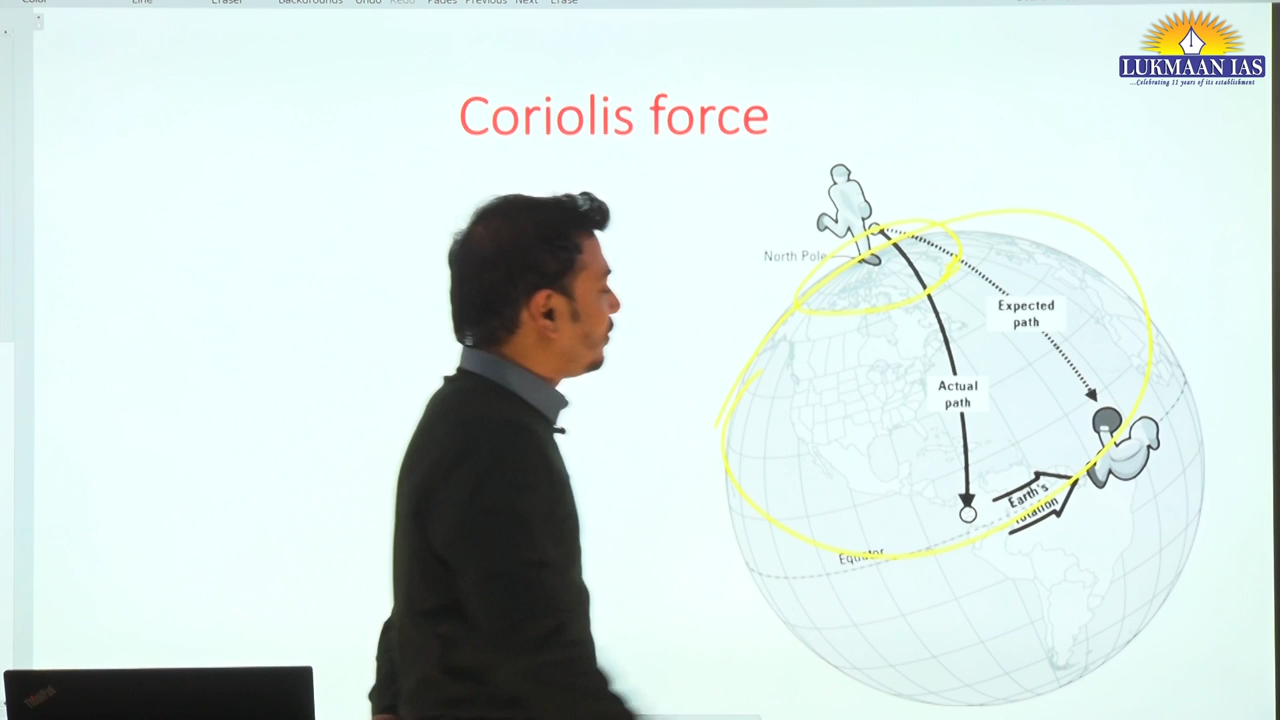 Color Line Eraser Backgrounds Undo Redo Pages Previous Next Erase
LUKMAAN IAS
...Celebrating 11 years of its establishment
Coriolis force
North Pole
Expected
path
Actual
path
Earth's
rotation
Equator
ThinkPad